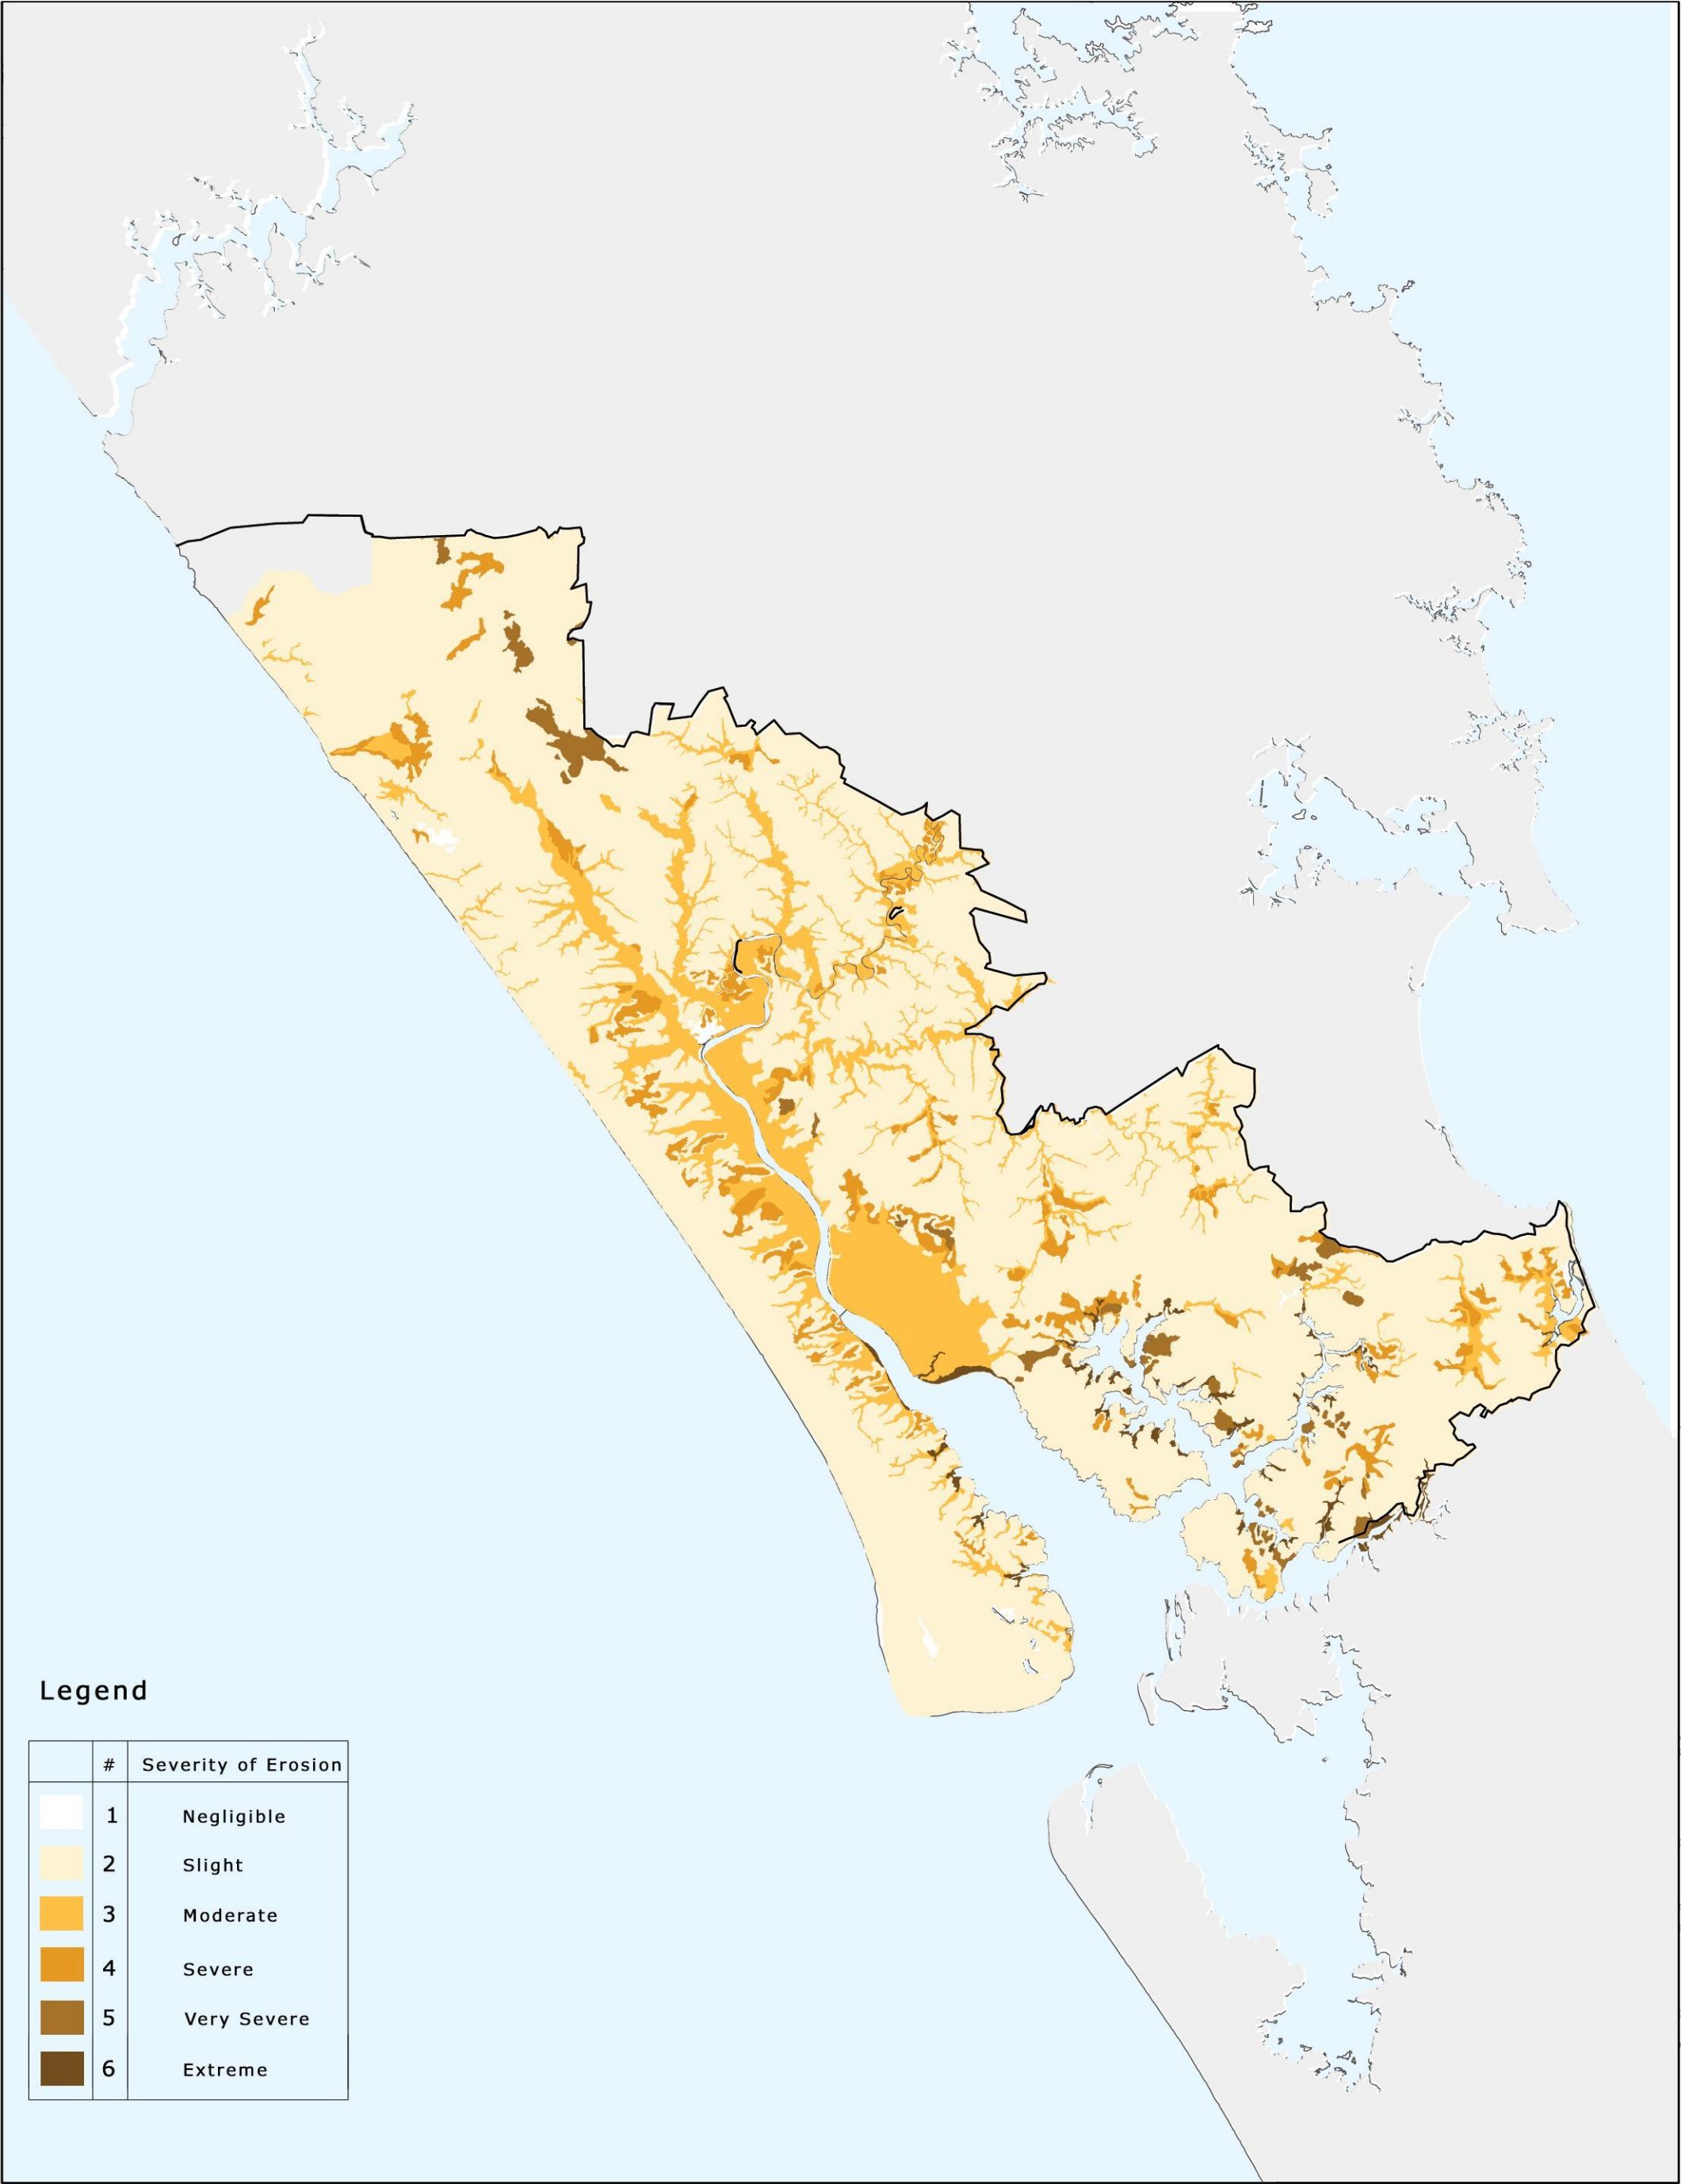 Legend
# Severity of Erosion
1 Negligible
2 Slight
3 Moderate
4 Severe
5 Very Severe
6 Extreme